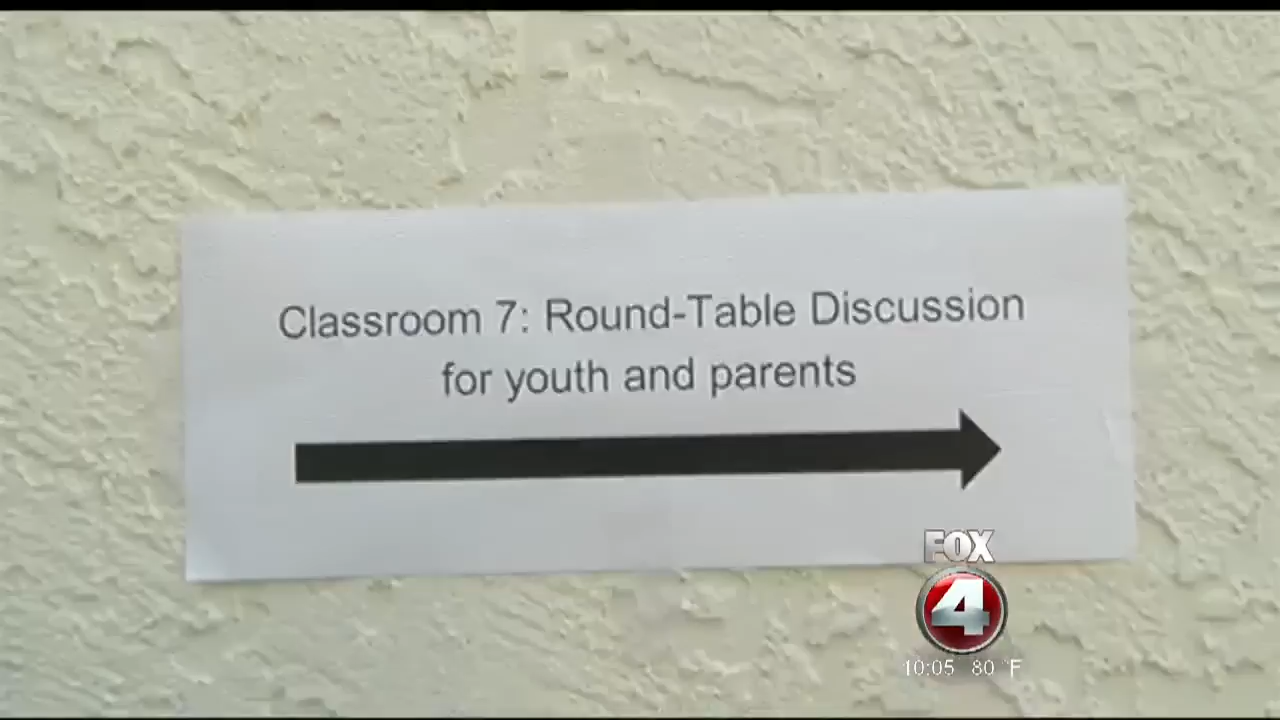 Classroom 7: Round-Table Discussion
for youth and parents
FOX
4
10:05 80 °F